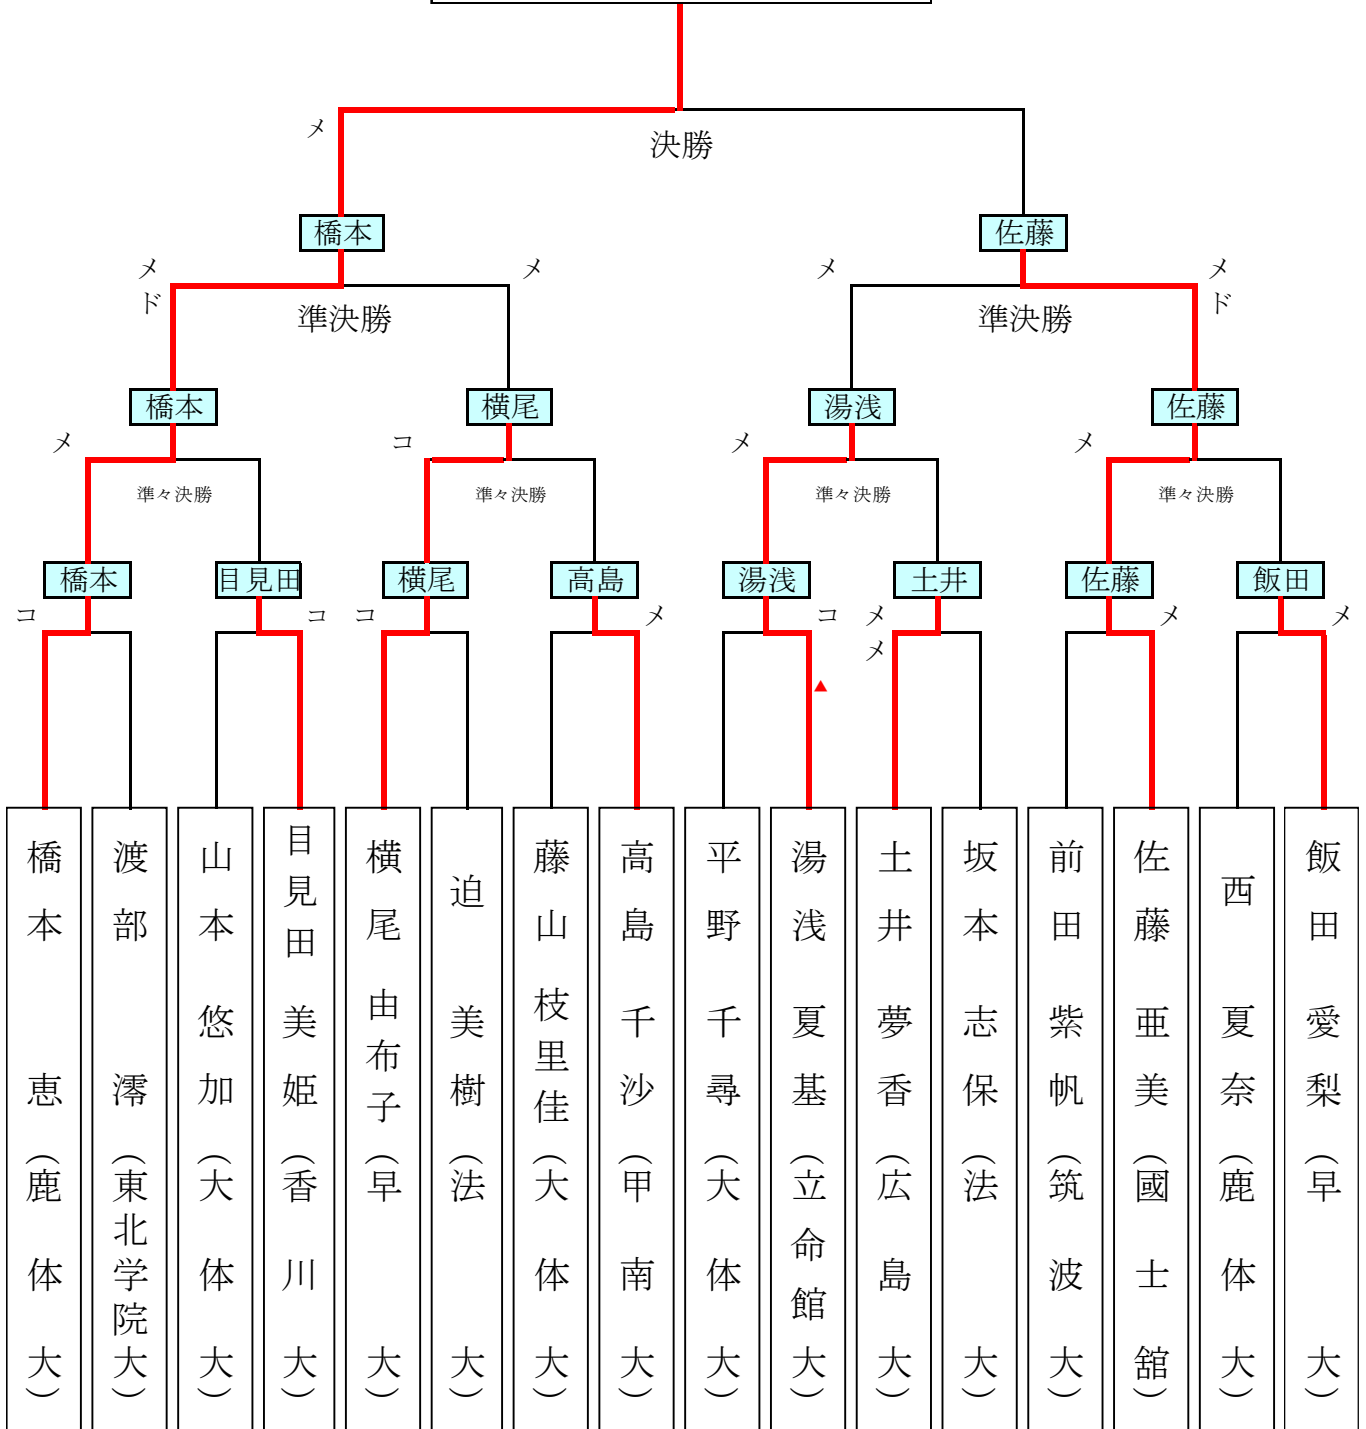 メ
決勝
橋本
佐藤
メド
メ
メ
メド
準決勝
準決勝
橋本
横尾
湯浅
佐藤
メ
コ
メ
メ
準々決勝
準々決勝
準々決勝
準々決勝
橋本
目見田
横尾
高島
湯浅
土井
佐藤
飯田
コ
コ
コ
メ
コ
メメ
メ
メ
▲
橋本 恵(鹿体大)
渡部 澪(東北学院大)
山本 悠加(大体大)
目見田 美姫(香川大)
横尾 由布子(早大)
迫 美樹(法大)
藤山 枝里佳(大体大)
高島 千沙(甲南大)
平野 千尋(大体大)
湯浅 夏基(立命館大)
土井 夢香(広島大)
坂本 志保(法大)
前田 紫帆(筑波大)
佐藤 亜美(國士舘)
西 夏奈(鹿体大)
飯田 愛梨(早大)